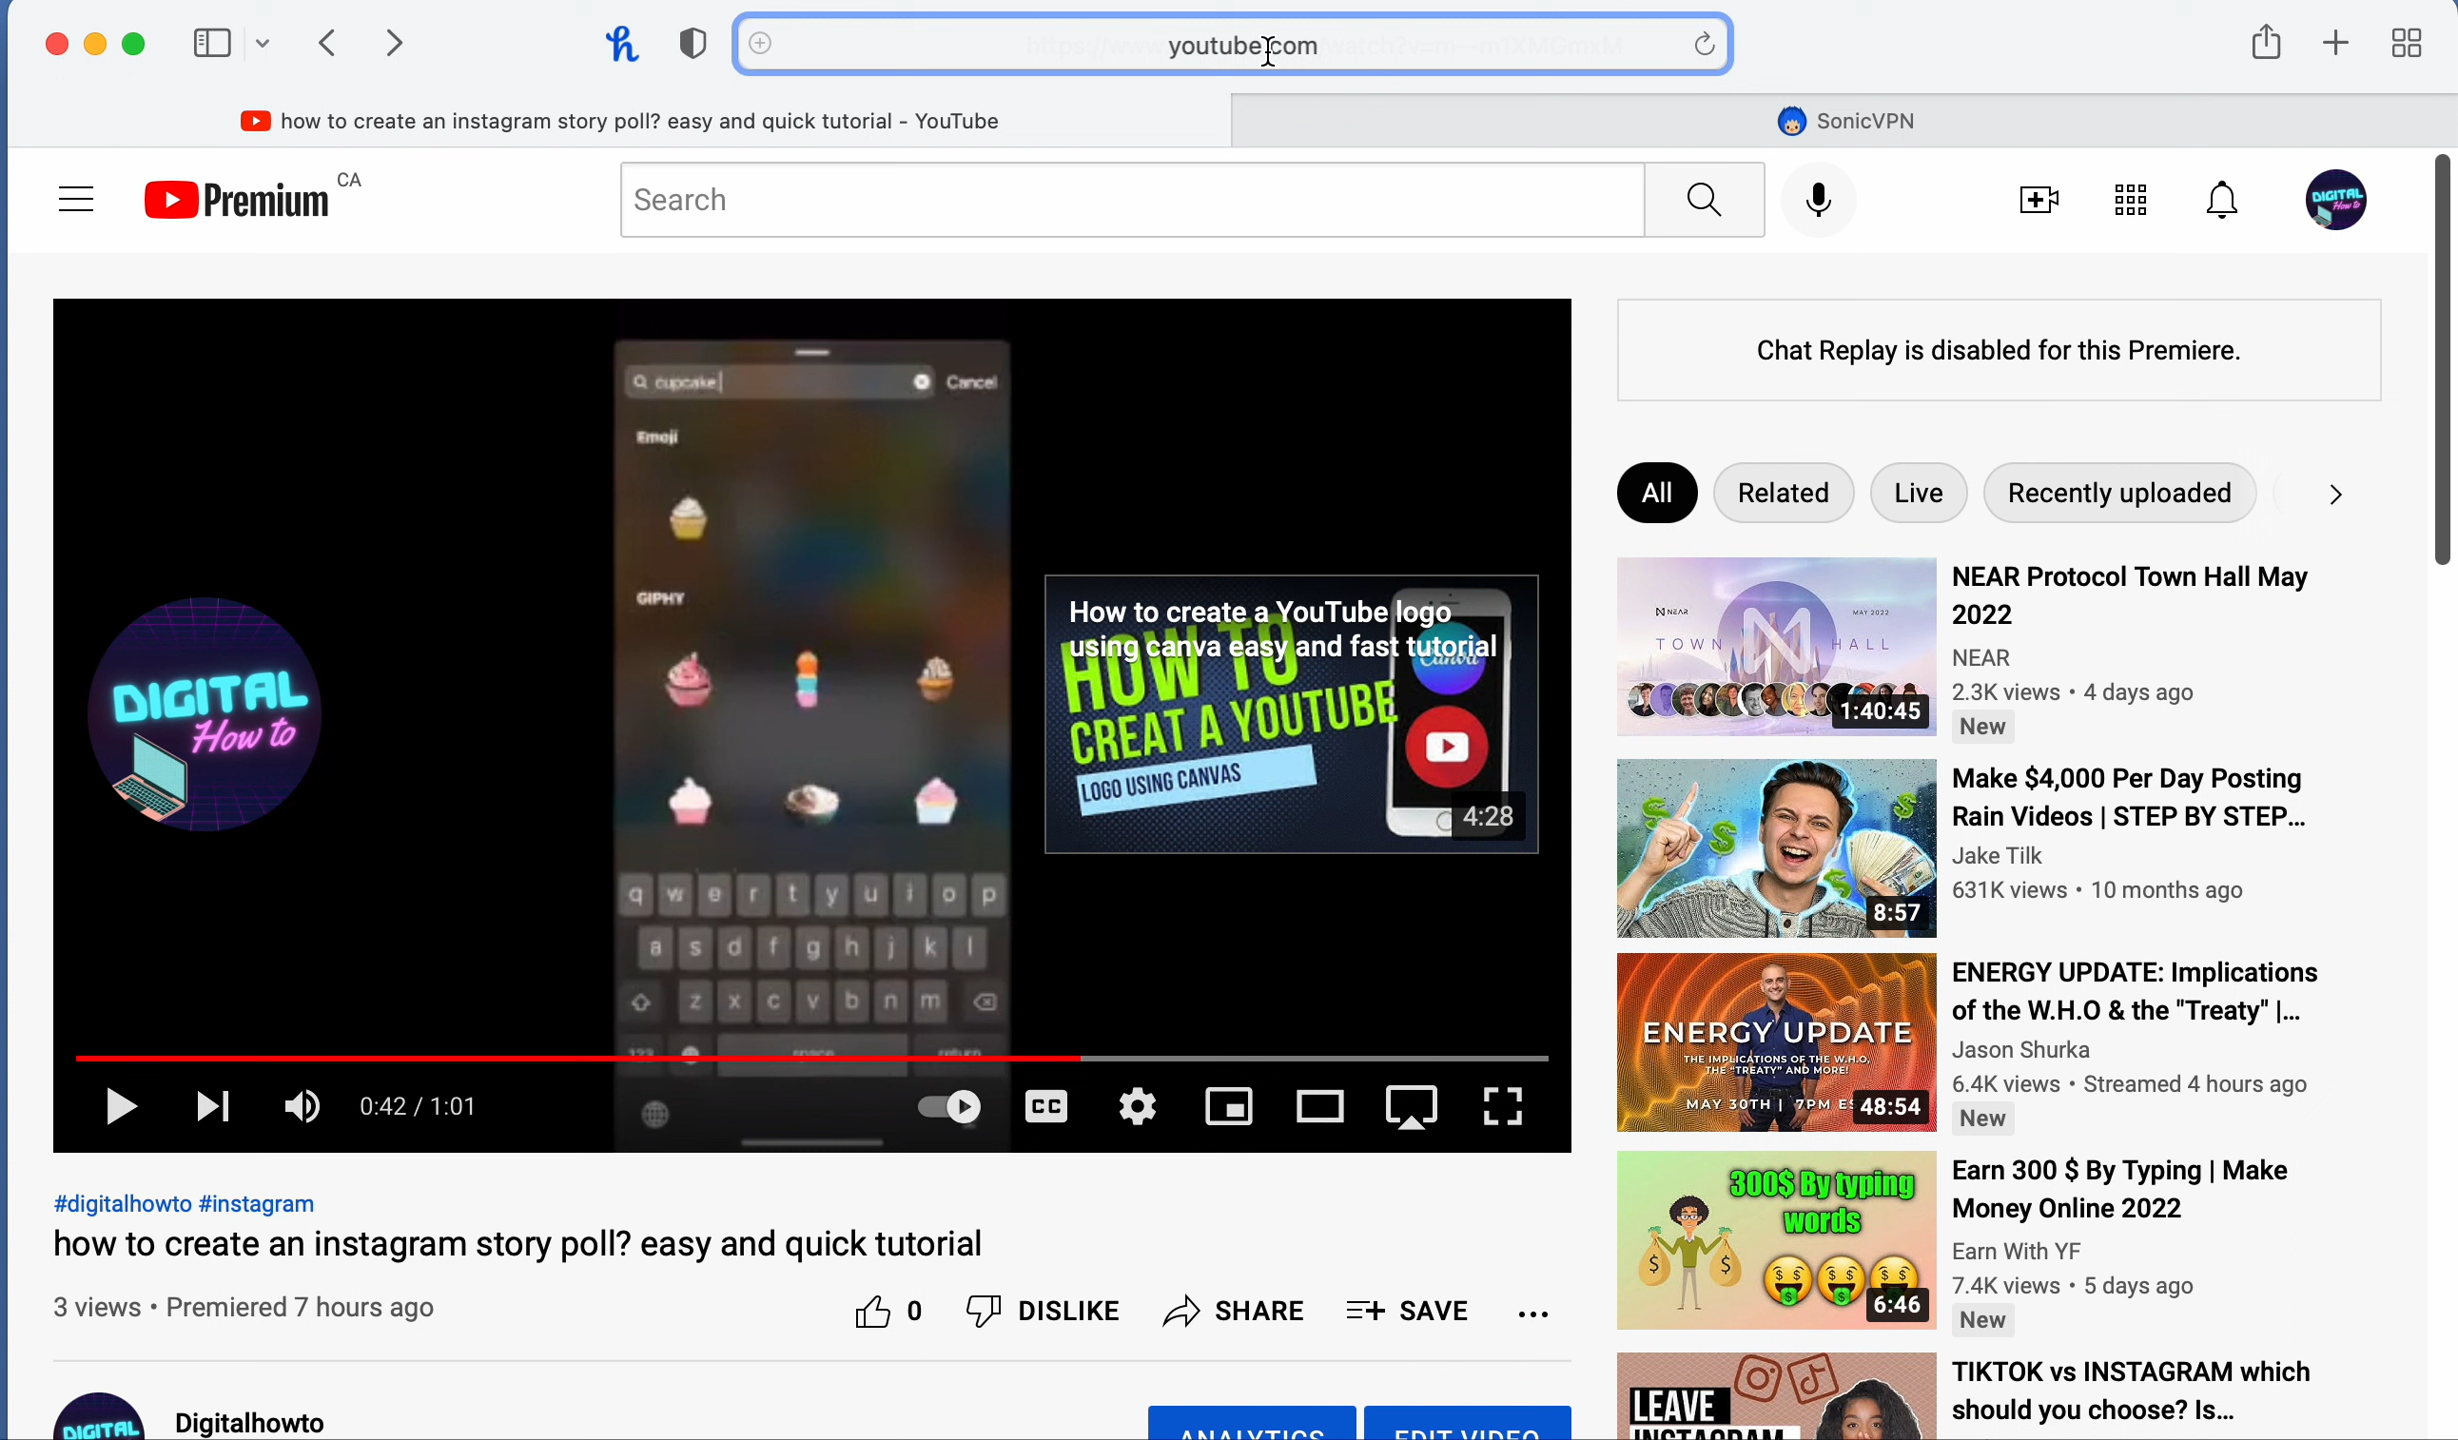 youtube.com
how to create an instagram story poll? easy and quick tutorial - YouTube
SonicVPN
Premium CA
Search
cupcake
Cancel
Emoji
GIPHY
q w e r t y u i o p
a s d f g h j k l
z x c v b n m
123 space return
DIGITAL
How to
How to create a YouTube logo
using canva easy and fast tutorial
HOW TO
CREAT A YOUTUBE
LOGO USING CANVAS
Canva
4:28
0:42 / 1:01
CC
#digitalhowto #instagram
how to create an instagram story poll? easy and quick tutorial
3 views • Premiered 7 hours ago
0
DISLIKE
SHARE
SAVE
DIGITAL
Digitalhowto
ANALYTICS
EDIT VIDEO
DIGITAL
How to
Chat Replay is disabled for this Premiere.
All
Related
Live
Recently uploaded
NEAR
MAY 2022
TOWN HALL
1:40:45
NEAR Protocol Town Hall May
2022
NEAR
2.3K views • 4 days ago
New
8:57
Make $4,000 Per Day Posting
Rain Videos | STEP BY STEP...
Jake Tilk
631K views • 10 months ago
ENERGY UPDATE
THE IMPLICATIONS OF THE W.H.O,
THE "TREATY" AND MORE!
MAY 30TH | 7PM ES
48:54
ENERGY UPDATE: Implications
of the W.H.O & the "Treaty" |...
Jason Shurka
6.4K views • Streamed 4 hours ago
New
300$ By typing
words
6:46
Earn 300 $ By Typing | Make
Money Online 2022
Earn With YF
7.4K views • 5 days ago
New
LEAVE
INSTAGRAM
TIKTOK vs INSTAGRAM which
should you choose? Is...